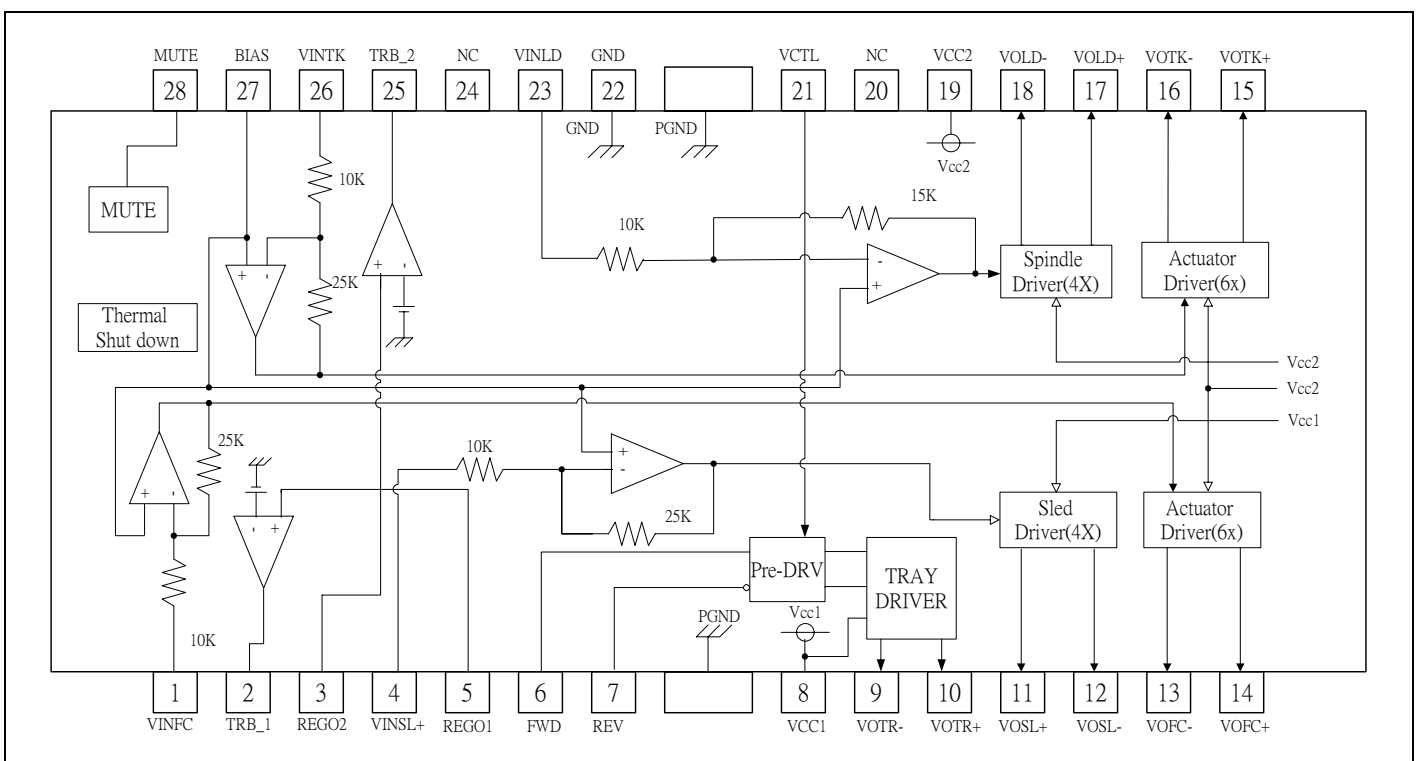 MUTE BIAS VINTK TRB_2 NC VINLD GND VCTL NC VCC2 VOLD- VOLD+ VOTK- VOTK+
28 27 26 25 24 23 22 21 20 19 18 17 16 15
GND PGND
Vcc2
10K
15K
MUTE
10K
+ - + - -
Spindle
Driver(4X)
Actuator
Driver(6x)
25K
+
Thermal
Shut down
Vcc2
Vcc2
Vcc1
25K
10K
+
-
+ - - +
Sled
Driver(4X)
Actuator
Driver(6x)
25K
Pre-DRV
TRAY
DRIVER
Vcc1
PGND
10K
1 2 3 4 5 6 7 8 9 10 11 12 13 14
VINFC TRB_1 REGO2 VINSL+ REGO1 FWD REV VCC1 VOTR- VOTR+ VOSL+ VOSL- VOFC- VOFC+